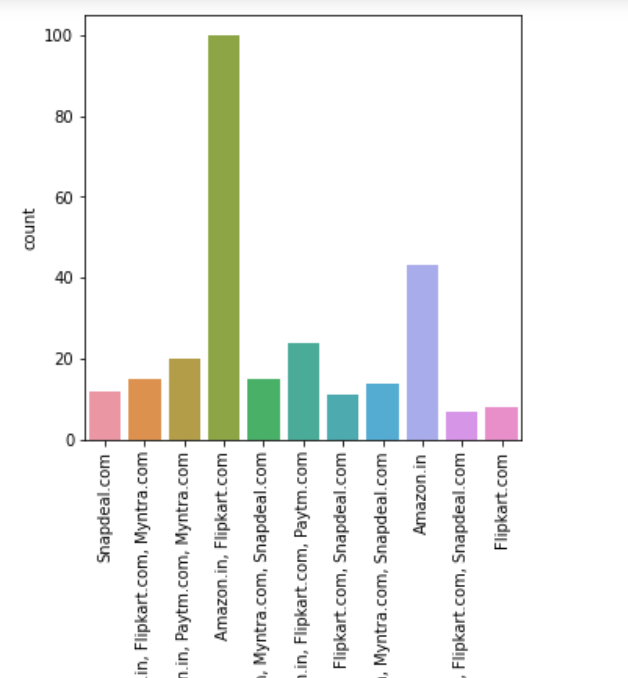 100
80
60
40
20
0
count
Snapdeal.com
.in, Flipkart.com, Myntra.com
n.in, Paytm.com, Myntra.com
Amazon.in, Flipkart.com
, Myntra.com, Snapdeal.com
n.in, Flipkart.com, Paytm.com
Flipkart.com, Snapdeal.com
, Myntra.com, Snapdeal.com
Amazon.in
, Flipkart.com, Snapdeal.com
Flipkart.com